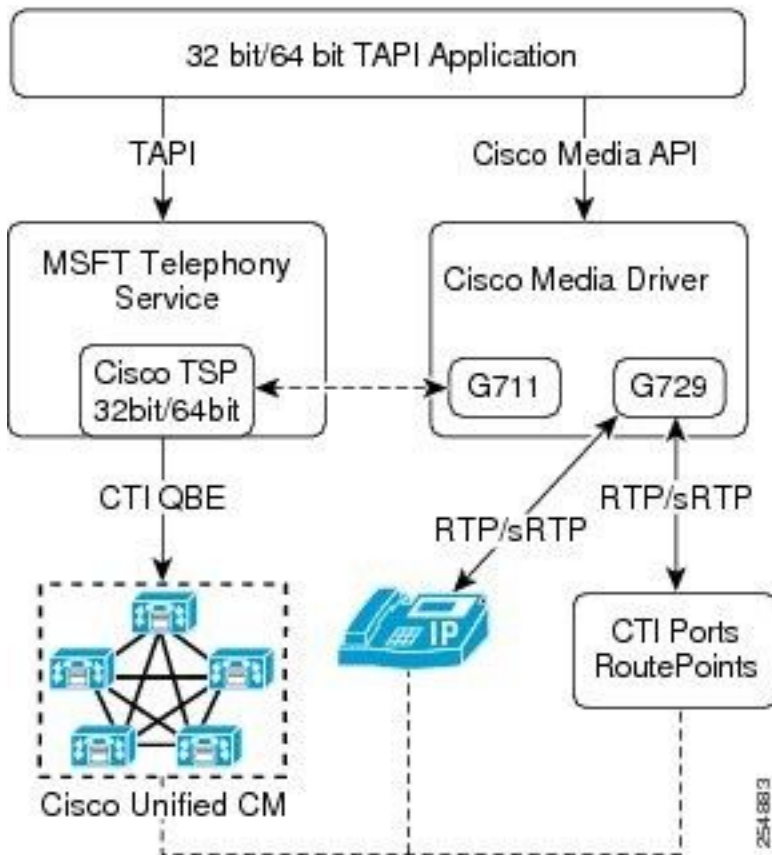 32 bit/64 bit TAPI Application
TAPI
Cisco Media API
MSFT Telephony
Service
Cisco Media Driver
Cisco TSP
32bit/64bit
G711
G729
CTI QBE
RTP/sRTP
RTP/sRTP
IP
CTI Ports
RoutePoints
Cisco Unified CM
254883